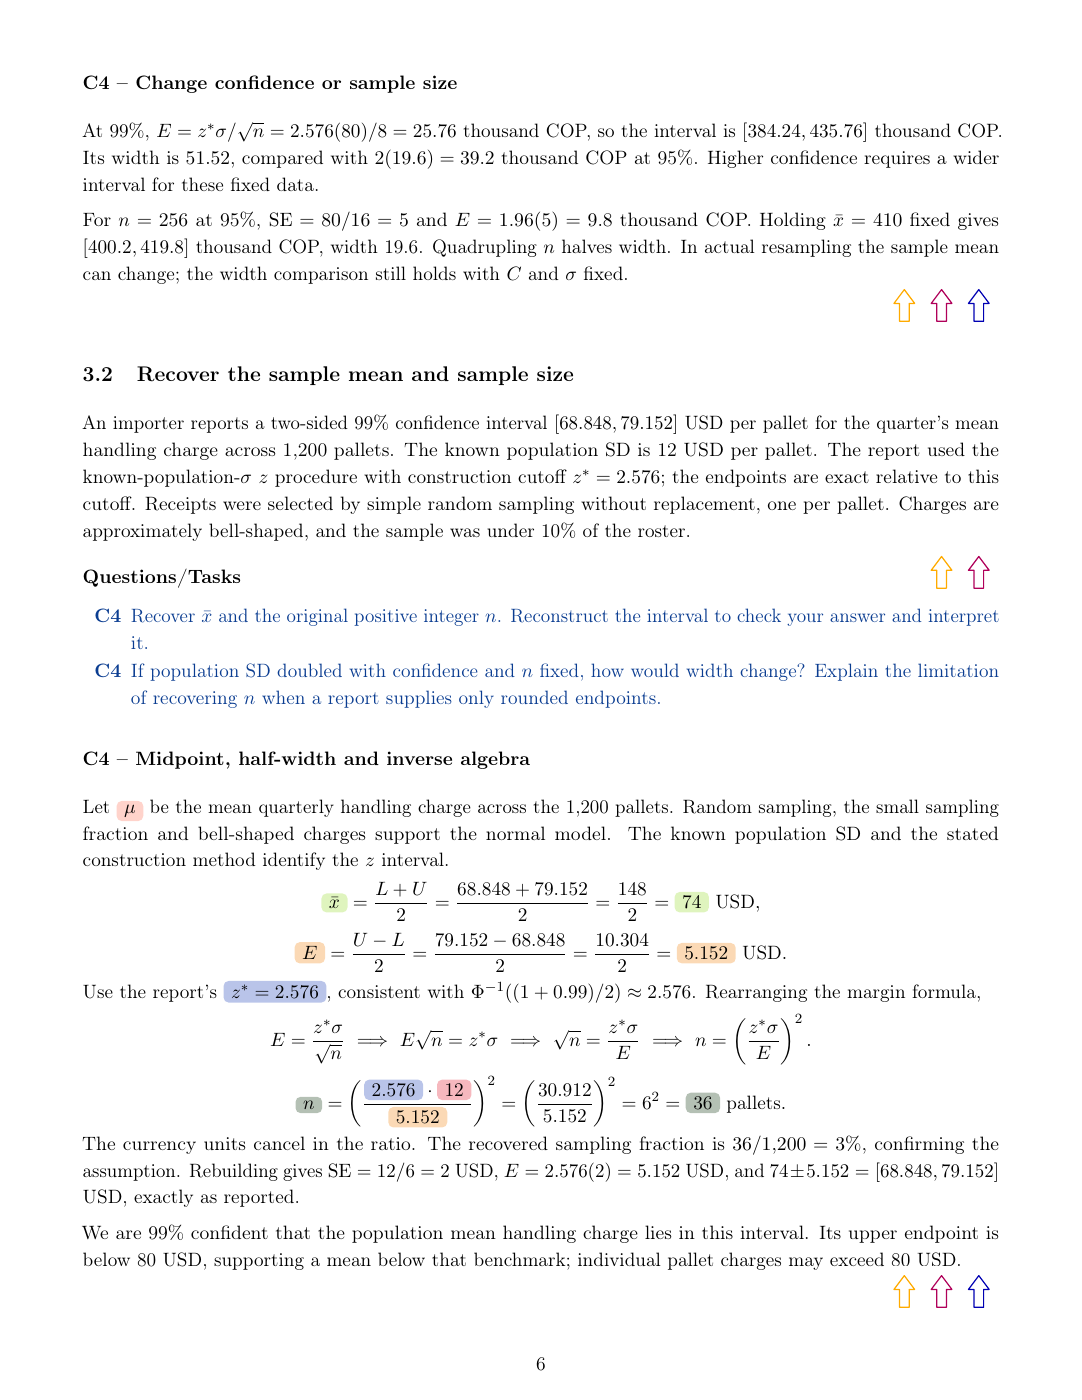 C4 – Change confidence or sample size
At 99%, E = z*σ/√n = 2.576(80)/8 = 25.76 thousand COP, so the interval is [384.24, 435.76] thousand COP.
Its width is 51.52, compared with 2(19.6) = 39.2 thousand COP at 95%. Higher confidence requires a wider
interval for these fixed data.
For n = 256 at 95%, SE = 80/16 = 5 and E = 1.96(5) = 9.8 thousand COP. Holding x̄ = 410 fixed gives
[400.2, 419.8] thousand COP, width 19.6. Quadrupling n halves width. In actual resampling the sample mean
can change; the width comparison still holds with C and σ fixed.
3.2 Recover the sample mean and sample size
An importer reports a two-sided 99% confidence interval [68.848, 79.152] USD per pallet for the quarter's mean
handling charge across 1,200 pallets. The known population SD is 12 USD per pallet. The report used the
known-population-σ z procedure with construction cutoff z* = 2.576; the endpoints are exact relative to this
cutoff. Receipts were selected by simple random sampling without replacement, one per pallet. Charges are
approximately bell-shaped, and the sample was under 10% of the roster.
Questions/Tasks
C4 Recover x̄ and the original positive integer n. Reconstruct the interval to check your answer and interpret
it.
C4 If population SD doubled with confidence and n fixed, how would width change? Explain the limitation
of recovering n when a report supplies only rounded endpoints.
C4 – Midpoint, half-width and inverse algebra
Let μ be the mean quarterly handling charge across the 1,200 pallets. Random sampling, the small sampling
fraction and bell-shaped charges support the normal model. The known population SD and the stated
construction method identify the z interval.
x̄ = (L + U)/2 = (68.848 + 79.152)/2 = 148/2 = 74 USD,
E = (U − L)/2 = (79.152 − 68.848)/2 = 10.304/2 = 5.152 USD.
Use the report's z* = 2.576, consistent with Φ⁻¹((1 + 0.99)/2) ≈ 2.576. Rearranging the margin formula,
E = z*σ/√n ⟹ E√n = z*σ ⟹ √n = z*σ/E ⟹ n = (z*σ/E)².
n = (2.576 · 12/5.152)² = (30.912/5.152)² = 6² = 36 pallets.
The currency units cancel in the ratio. The recovered sampling fraction is 36/1,200 = 3%, confirming the
assumption. Rebuilding gives SE = 12/6 = 2 USD, E = 2.576(2) = 5.152 USD, and 74±5.152 = [68.848, 79.152]
USD, exactly as reported.
We are 99% confident that the population mean handling charge lies in this interval. Its upper endpoint is
below 80 USD, supporting a mean below that benchmark; individual pallet charges may exceed 80 USD.
6